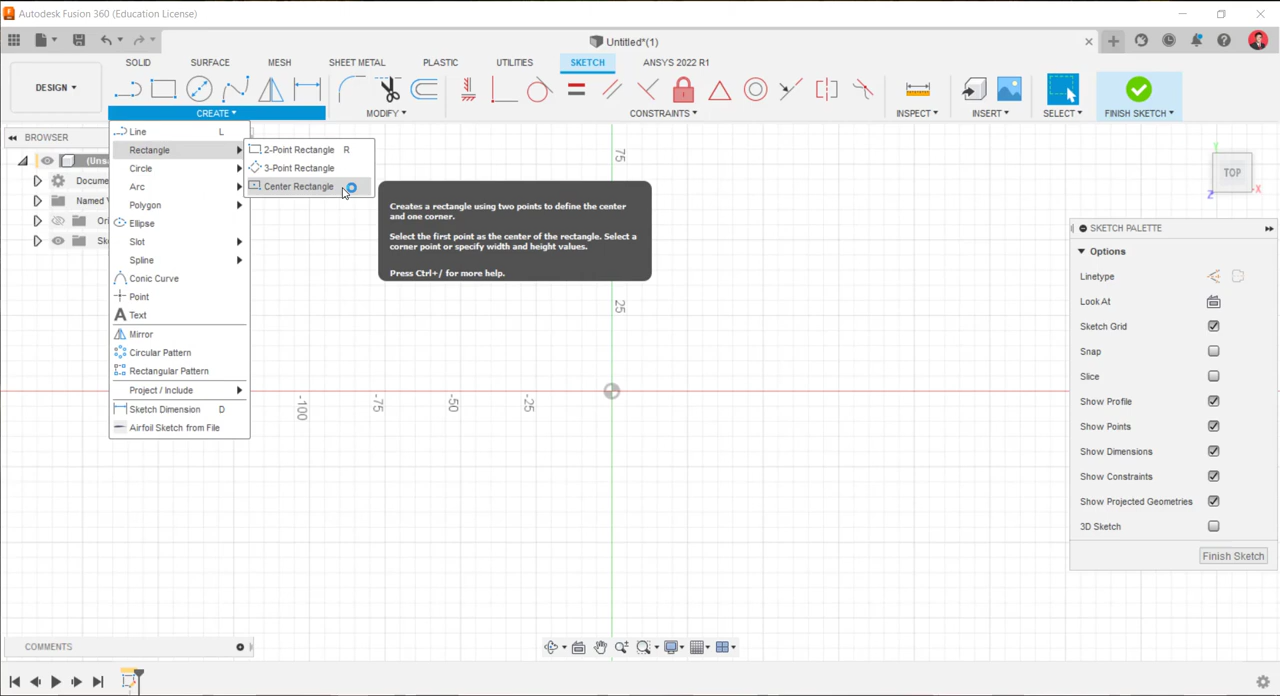 Autodesk Fusion 360 (Education License)
Untitled*(1)
SOLID SURFACE MESH SHEET METAL PLASTIC UTILITIES SKETCH ANSYS 2022 R1
DESIGN
CREATE MODIFY CONSTRAINTS INSPECT INSERT SELECT FINISH SKETCH
BROWSER
(Uns
Docume
Named V
Ori
Sk
Line L
Rectangle
Circle
Arc
Polygon
Ellipse
Slot
Spline
Conic Curve
Point
Text
Mirror
Circular Pattern
Rectangular Pattern
Project / Include
Sketch Dimension D
Airfoil Sketch from File
2-Point Rectangle R
3-Point Rectangle
Center Rectangle
Creates a rectangle using two points to define the center
and one corner.
Select the first point as the center of the rectangle. Select a
corner point or specify width and height values.
Press Ctrl+/ for more help.
75
25
-100
-75
-50
-25
TOP
X
Z
SKETCH PALETTE
Options
Linetype
Look At
Sketch Grid
Snap
Slice
Show Profile
Show Points
Show Dimensions
Show Constraints
Show Projected Geometries
3D Sketch
Finish Sketch
COMMENTS